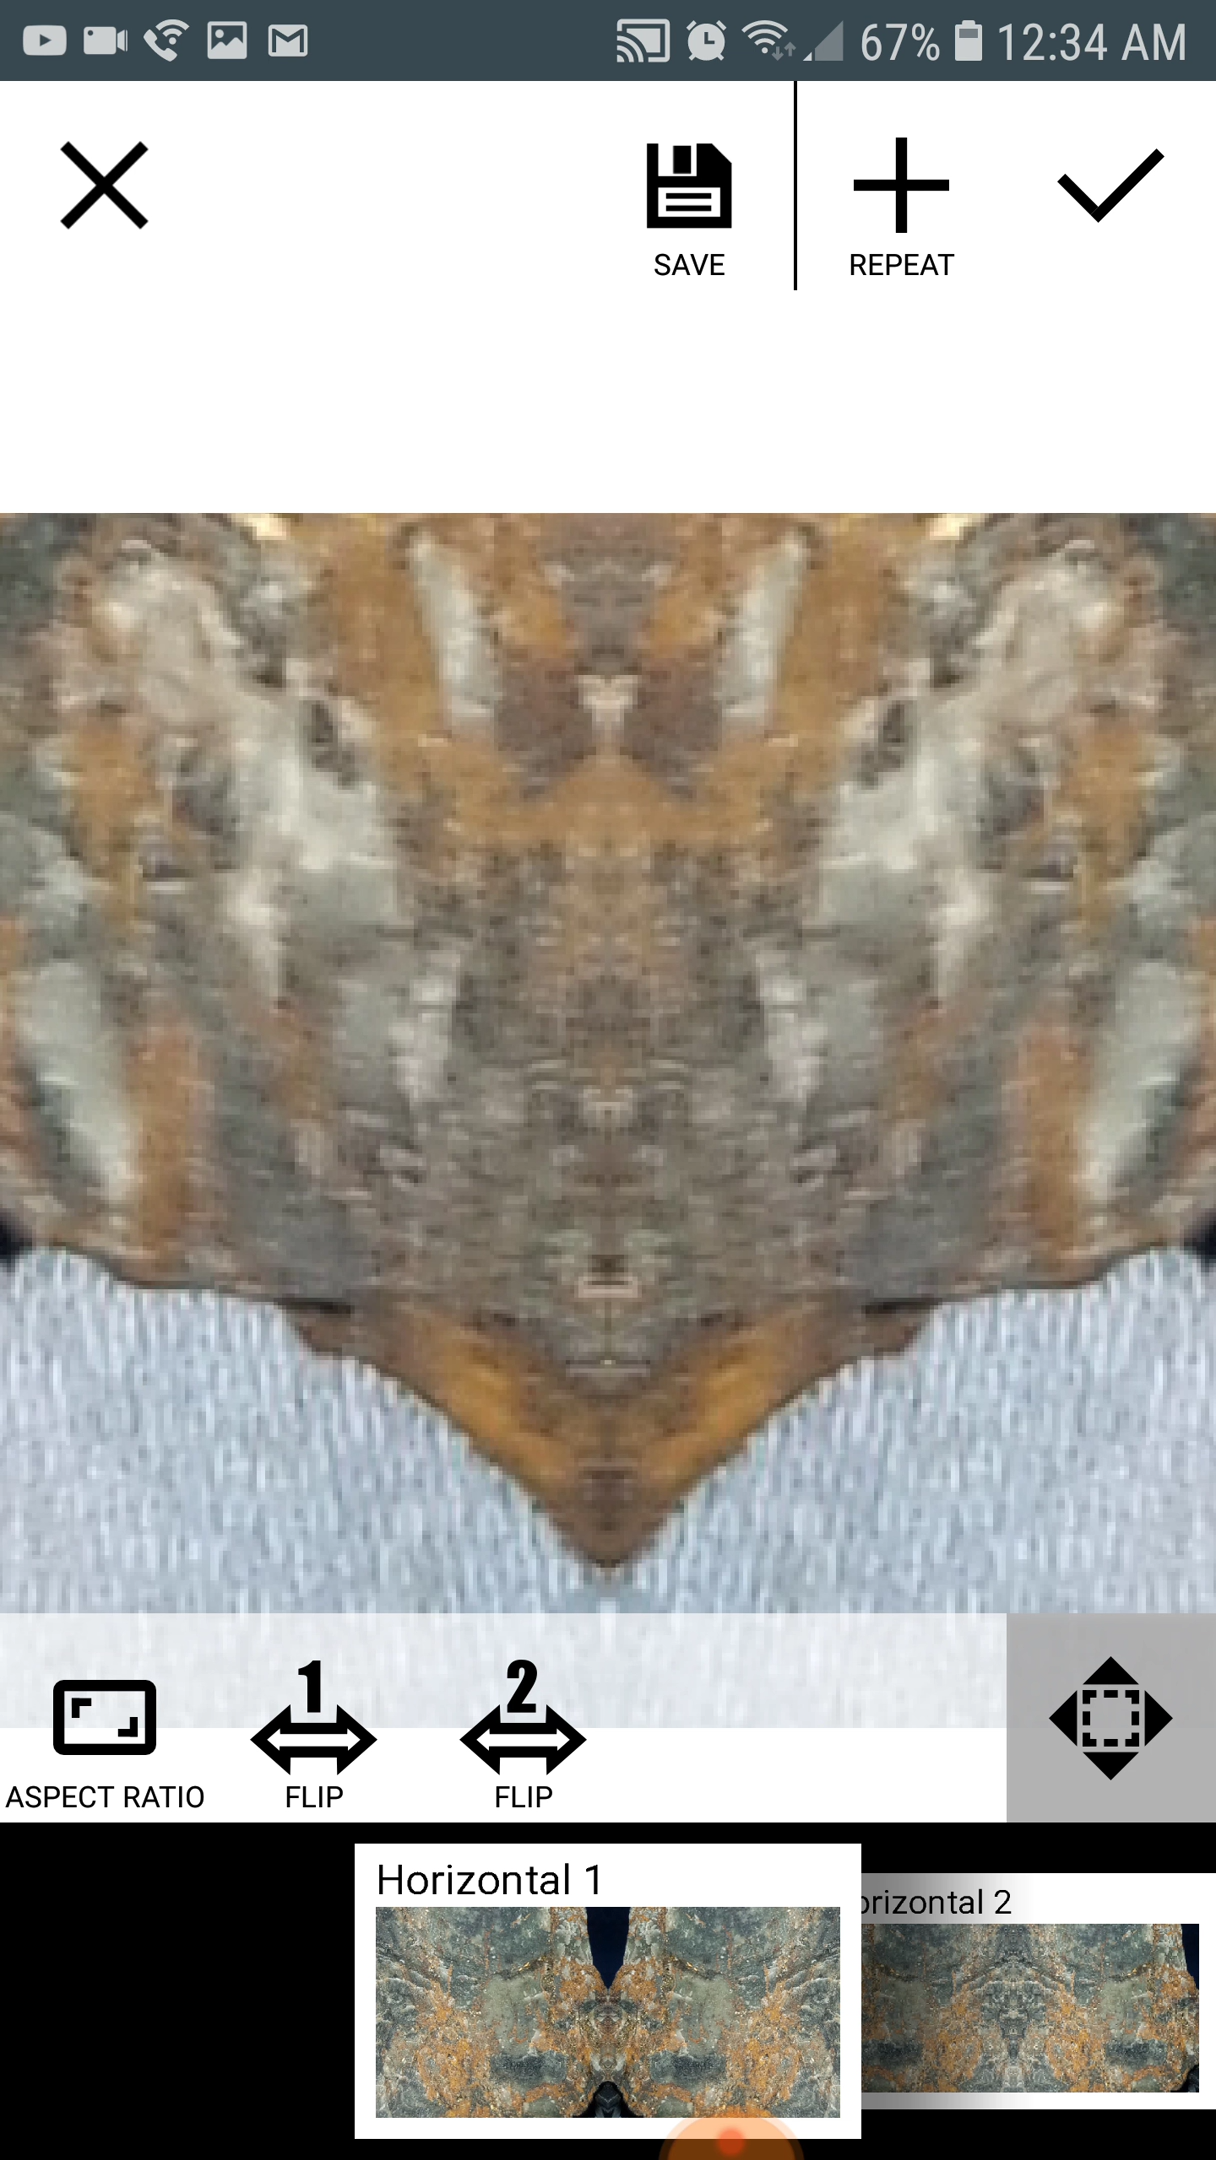 67% 12:34 AM
SAVE
REPEAT
1
2
ASPECT RATIO
FLIP
FLIP
Horizontal 1
orizontal 2